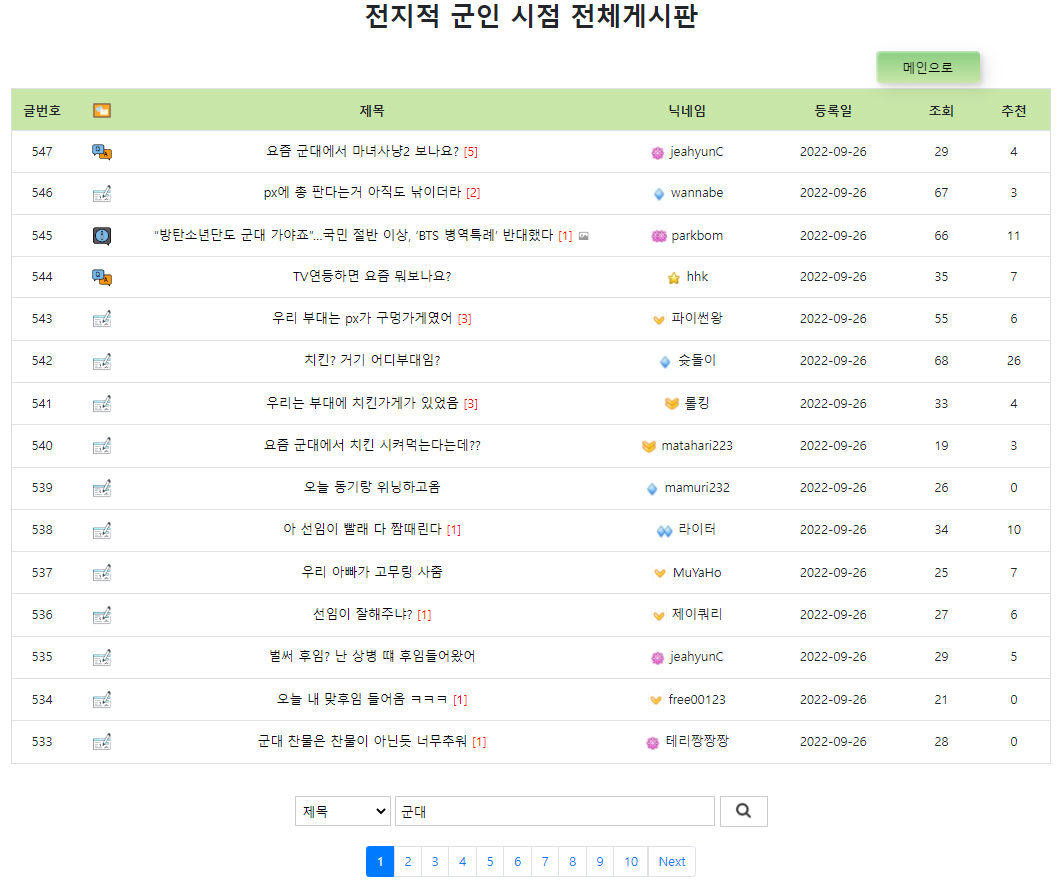 전지적 군인 시점 전체게시판
메인으로
글번호 제목 닉네임 등록일 조회 추천
547 요즘 군대에서 마녀사냥2 보나요? [5] jeahyunC 2022-09-26 29 4
546 px에 총 판다는거 아직도 낚이더라 [2] wannabe 2022-09-26 67 3
545 “방탄소년단도 군대 가야죠”...국민 절반 이상, ‘BTS 병역특례’ 반대했다 [1] parkbom 2022-09-26 66 11
544 TV연등하면 요즘 뭐보나요? hhk 2022-09-26 35 7
543 우리 부대는 px가 구멍가게였어 [3] 파이썬왕 2022-09-26 55 6
542 치킨? 거기 어디부대임? 슛돌이 2022-09-26 68 26
541 우리는 부대에 치킨가게가 있었음 [3] 롤킹 2022-09-26 33 4
540 요즘 군대에서 치킨 시켜먹는다는데?? matahari223 2022-09-26 19 3
539 오늘 동기랑 위닝하고옴 mamuri232 2022-09-26 26 0
538 아 선임이 빨래 다 짬때린다 [1] 라이터 2022-09-26 34 10
537 우리 아빠가 고무링 사줌 MuYaHo 2022-09-26 25 7
536 선임이 잘해주냐? [1] 제이쿼리 2022-09-26 27 6
535 벌써 후임? 난 상병 떄 후임들어왔어 jeahyunC 2022-09-26 29 5
534 오늘 내 맞후임 들어옴 ㅋㅋㅋ [1] free00123 2022-09-26 21 0
533 군대 찬물은 찬물이 아닌듯 너무추워 [1] 테리짱짱짱 2022-09-26 28 0
제목 군대
1 2 3 4 5 6 7 8 9 10 Next